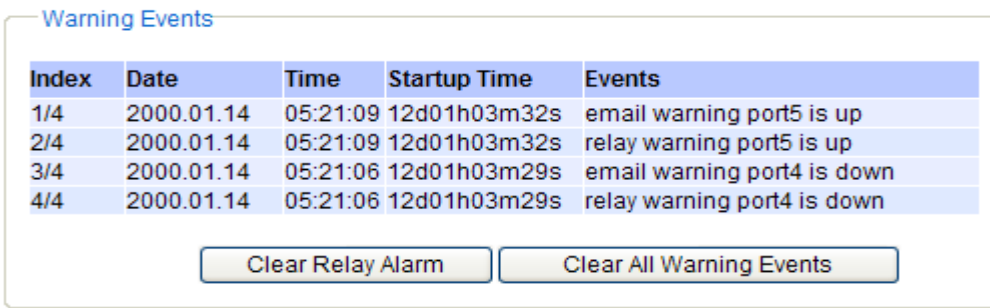 Warning Events
Index Date Time Startup Time Events
1/4 2000.01.14 05:21:09 12d01h03m32s email warning port5 is up
2/4 2000.01.14 05:21:09 12d01h03m32s relay warning port5 is up
3/4 2000.01.14 05:21:06 12d01h03m29s email warning port4 is down
4/4 2000.01.14 05:21:06 12d01h03m29s relay warning port4 is down
Clear Relay Alarm Clear All Warning Events